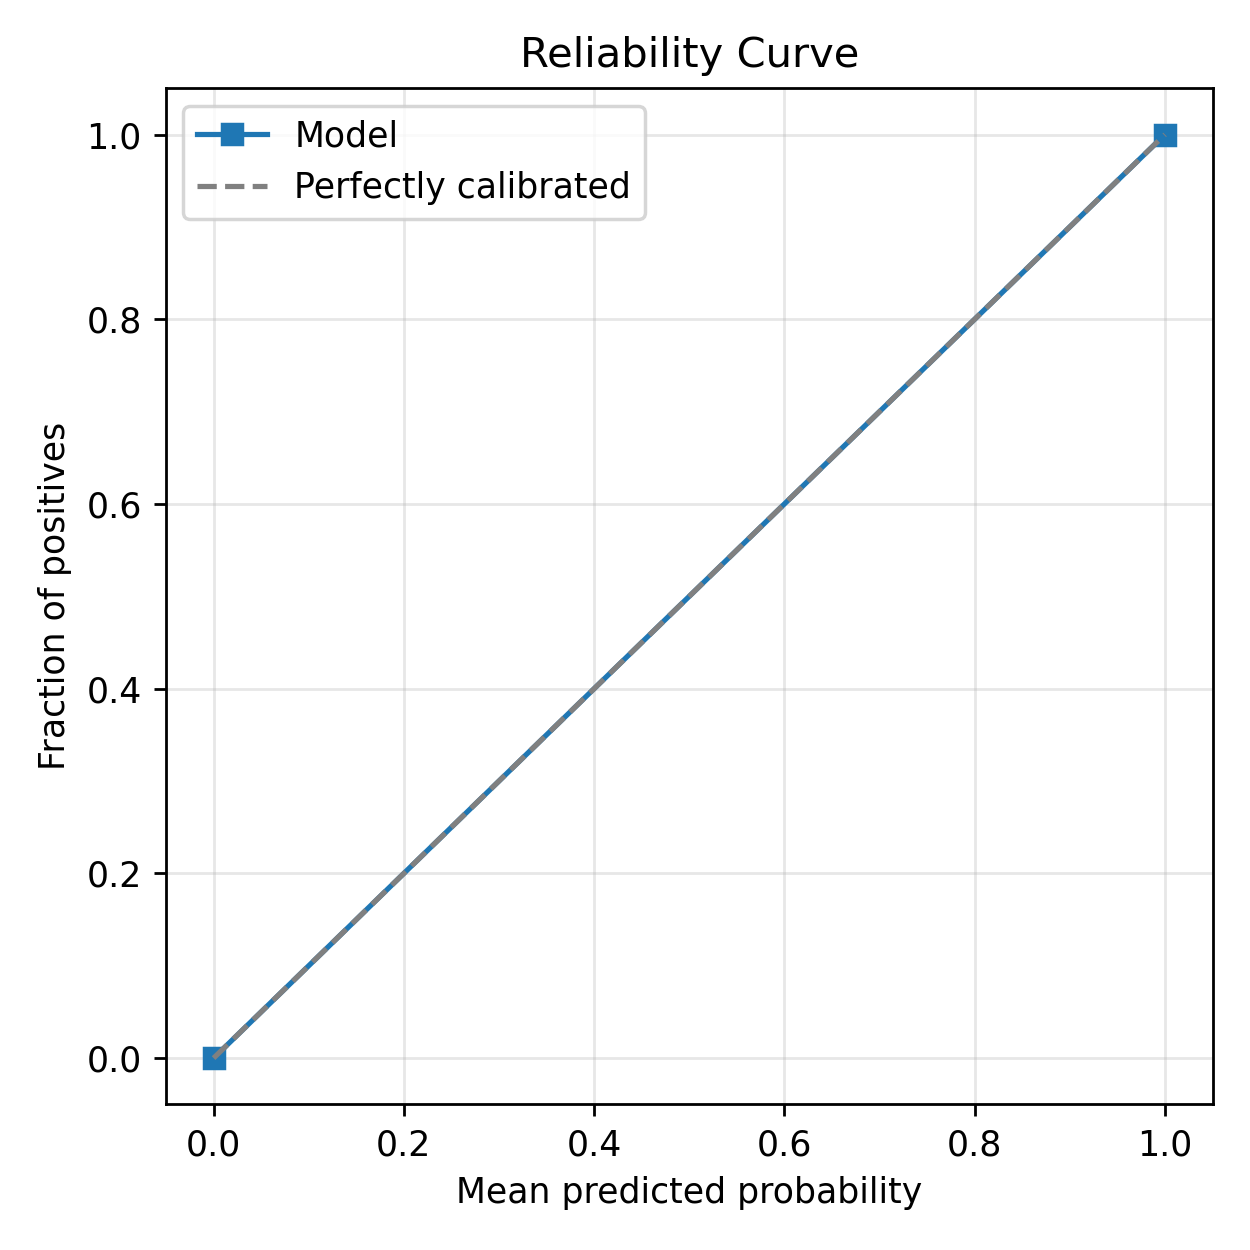 Reliability Curve
Model
Perfectly calibrated
1.0
0.8
0.6
0.4
0.2
0.0
Fraction of positives
0.0 0.2 0.4 0.6 0.8 1.0
Mean predicted probability